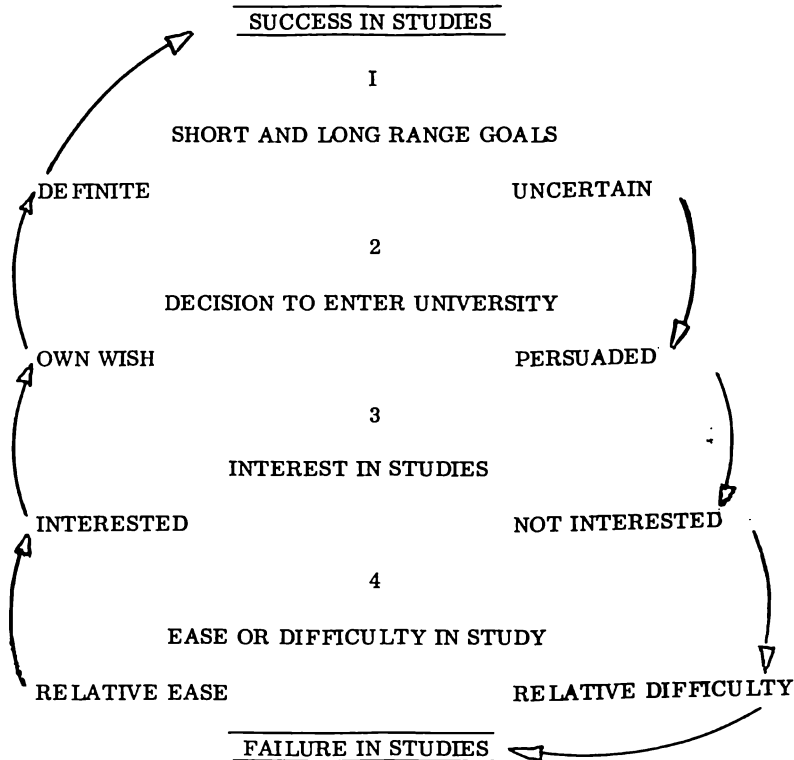 SUCCESS IN STUDIES
I
SHORT AND LONG RANGE GOALS
DEFINITE UNCERTAIN
2
DECISION TO ENTER UNIVERSITY
OWN WISH PERSUADED
3
INTEREST IN STUDIES
INTERESTED NOT INTERESTED
4
EASE OR DIFFICULTY IN STUDY
RELATIVE EASE RELATIVE DIFFICULTY
FAILURE IN STUDIES